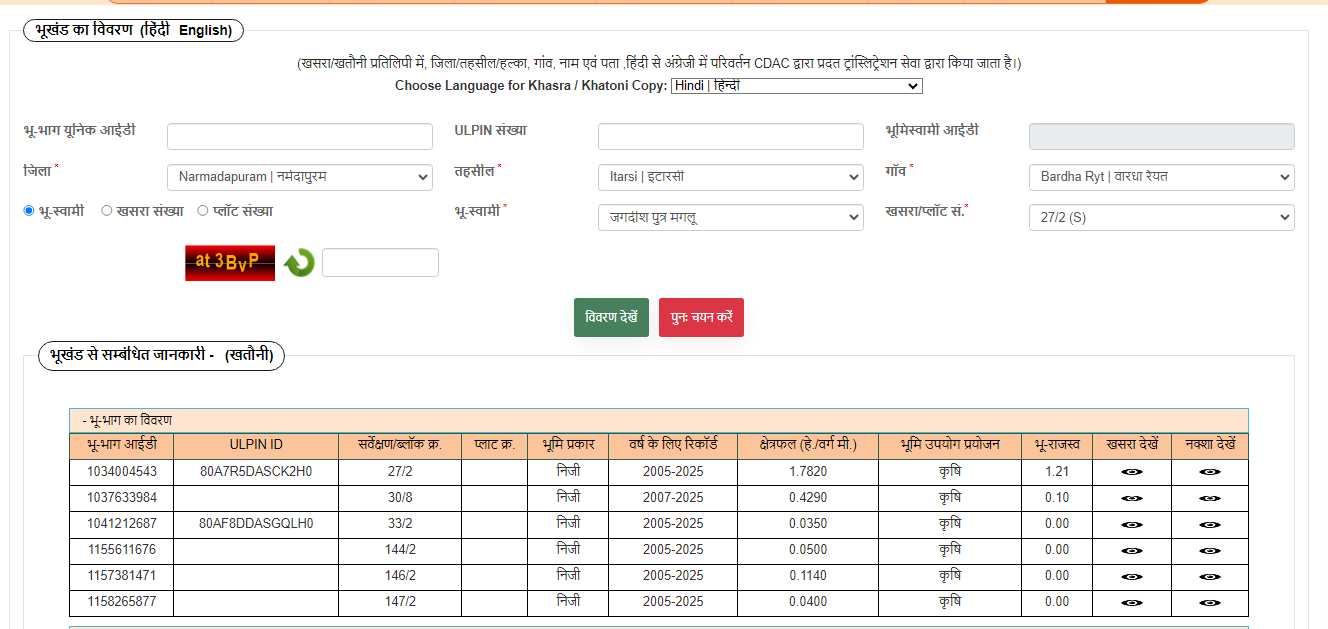 भूखंड का विवरण (हिंदी English)
(खसरा/खतौनी प्रतिलिपी में, जिला/तहसील/हल्का, गांव, नाम एवं पता ,हिंदी से अंग्रेजी में परिवर्तन CDAC द्वारा प्रदत ट्रांस्लिट्रेशन सेवा द्वारा किया जाता है।)
Choose Language for Khasra / Khatoni Copy: Hindi | हिन्दी
भू-भाग यूनिक आईडी ULPIN संख्या भूमिस्वामी आईडी
जिला * Narmadapuram | नर्मदापुरम तहसील * Itarsi | इटारसी गाँव * Bardha Ryt | वारधा रैयत
भू-स्वामी खसरा संख्या प्लॉट संख्या भू-स्वामी * जगदीश पुत्र मगलू खसरा/प्लॉट सं.* 27/2 (S)
at 3BvP
विवरण देखें पुनः चयन करें
भूखंड से सम्बंधित जानकारी - (खतौनी)
- भू-भाग का विवरण
भू-भाग आईडी ULPIN ID सर्वेक्षण/ब्लॉक क्र. प्लाट क्र. भूमि प्रकार वर्ष के लिए रिकॉर्ड क्षेत्रफल (हे./वर्ग मी.) भूमि उपयोग प्रयोजन भू-राजस्व खसरा देखें नक्शा देखें
1034004543 80A7R5DASCK2H0 27/2 निजी 2005-2025 1.7820 कृषि 1.21
1037633984 30/8 निजी 2007-2025 0.4290 कृषि 0.10
1041212687 80AF8DDASGQLH0 33/2 निजी 2005-2025 0.0350 कृषि 0.00
1155611676 144/2 निजी 2005-2025 0.0500 कृषि 0.00
1157381471 146/2 निजी 2005-2025 0.1140 कृषि 0.00
1158265877 147/2 निजी 2005-2025 0.0400 कृषि 0.00